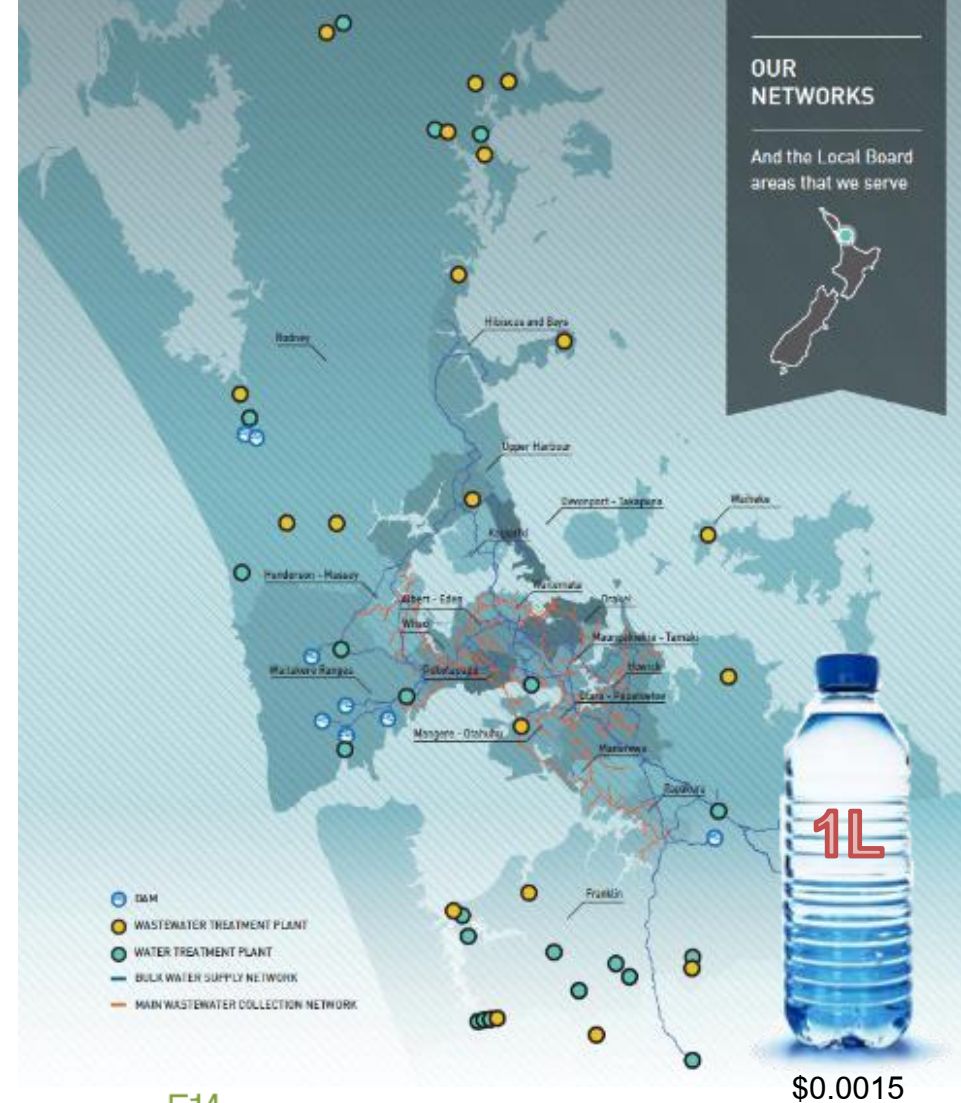 OUR
NETWORKS
And the Local Board
areas that we serve
Hibiscus and Bays
Rodney
Upper Harbour
Devonport - Takapuna
Waiheke
Kaipatiki
Henderson - Massey
Waitemata
Albert - Eden
Orakei
Whau
Maungakiekie - Tamaki
Howick
Waitakere Ranges
Puketapapa
Otara - Papatoetoe
Mangere - Otahuhu
Manurewa
Papakura
1L
Franklin
DAM
WASTEWATER TREATMENT PLANT
WATER TREATMENT PLANT
BULK WATER SUPPLY NETWORK
MAIN WASTEWATER COLLECTION NETWORK
$0.0015